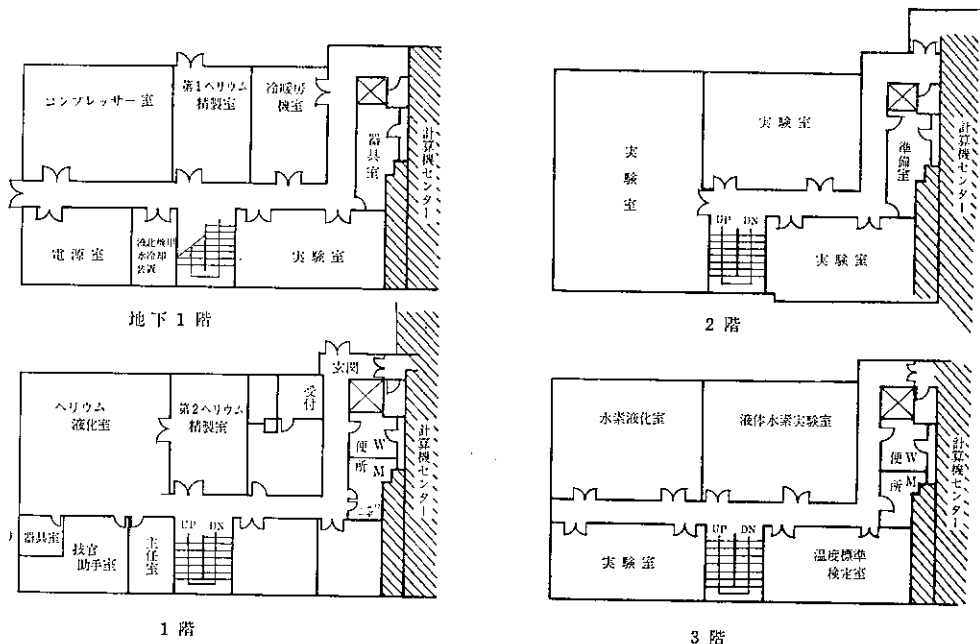 コンプレッサー室
第1ヘリウム
精製室
冷暖房
機室
器具室
計算機センター
電源室
液化機用
水冷却
装置
実験室
地下1階
実験室
実験室
準備室
計算機センター
UP DN
実験室
2階
玄関
受付
ヘリウム
液化室
第2ヘリウム
精製室
便所
W
M
計算機センター
器具室
技官
助手室
主任室
UP DN
1階
水素液化室
液体水素実験室
便所
W
M
計算機センター
実験室
UP DN
温度標準
検定室
3階